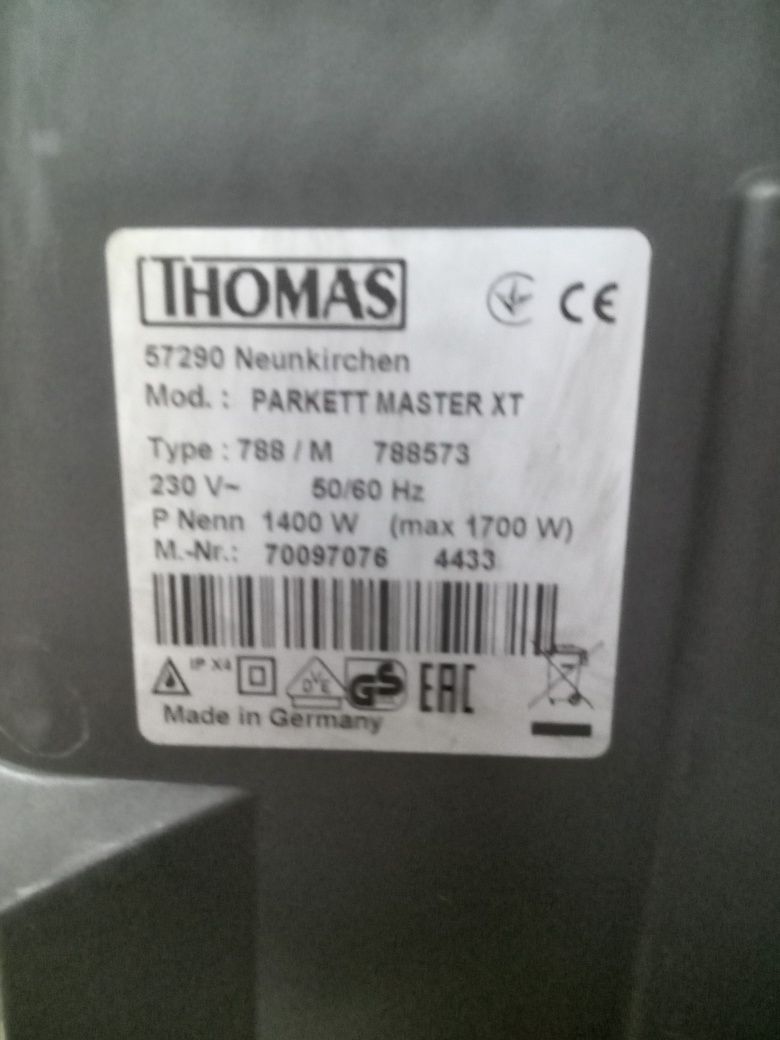 THOMAS
CE
57290 Neunkirchen
Mod. : PARKETT MASTER XT
Type : 788 / M 788573
230 V~ 50/60 Hz
P Nenn 1400 W (max 1700 W)
M.-Nr.: 70097076 4433
IP X4
DVE
GS
EAC
Made in Germany